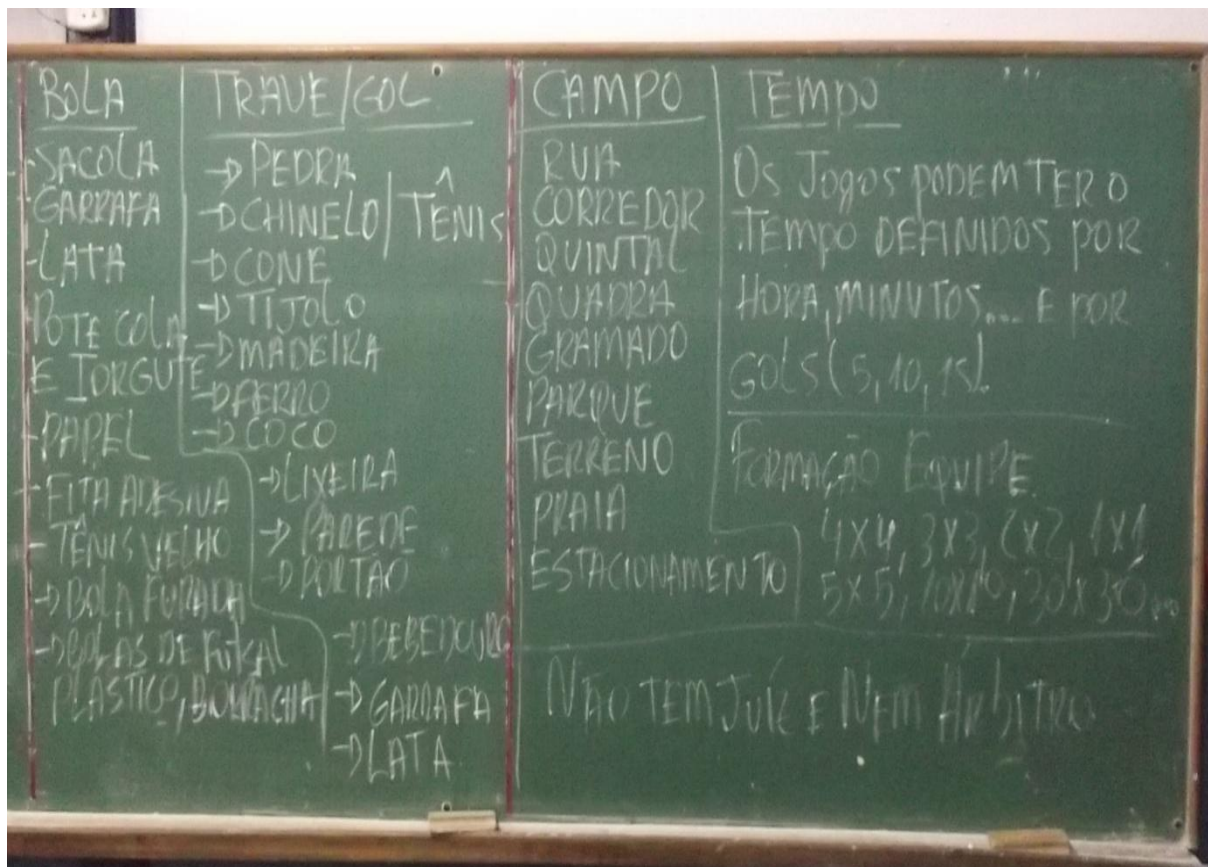 BOLA
- SACOLA
- GARRAFA
- LATA
POTE COLA
E IORGUTE
- PAPEL
- FITA ADESIVA
- TÊNIS VELHO
→ BOLA FURADA
→ BOLAS DE FUTSAL
PLASTICO, BORRACHA
TRAVE/GOL
→ PEDRA
→ CHINELO/TÊNIS
→ CONE
→ TIJOLO
→ MADEIRA
→ FERRO
→ COCO
→ LIXEIRA
→ PAREDE
→ PORTAO
→ BEBEDOURO
→ GARRAFA
→ LATA
CAMPO
RUA
CORREDOR
QUINTAL
QUADRA
GRAMADO
PARQUE
TERRENO
PRAIA
ESTACIONAMENTO
TEMPO
Os Jogos PODEM TER O
TEMPO DEFINIDOS POR
HORA, MINUTOS... E POR
GOLS (5, 10, 15).
FORMAÇÃO EQUIPE
4X4, 3X3, 2X2, 1X1
5X5, 10X10, 30X30...
NÃO TEM JUÍZ E NEM ÁRBITRO